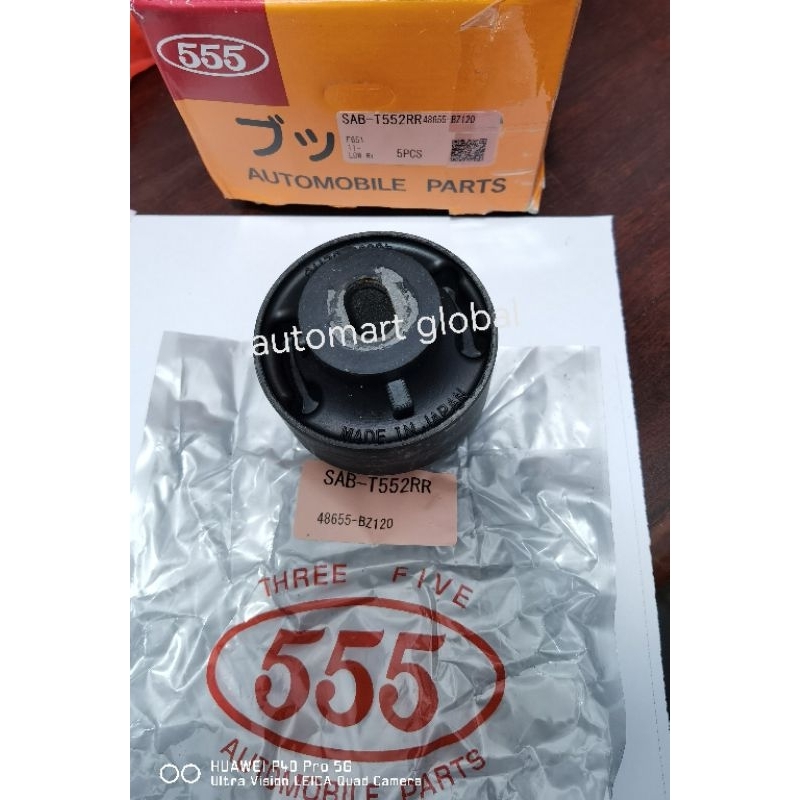 555
SAB-T552RR 48655-BZ120
5PCS
ブッ
AUTOMOBILE PARTS
automart global
MADE IN JAPAN
SAB-T552RR
48655-BZ120
THREE FIVE
555
AUTOMOBILE PARTS
HUAWEI P40 Pro 5G
Ultra Vision LEICA Quad Camera